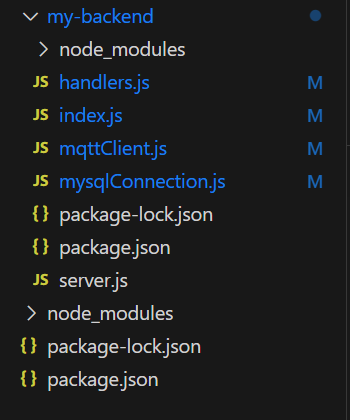 my-backend
node_modules
JS handlers.js M
JS index.js M
JS mqttClient.js M
JS mysqlConnection.js M
{} package-lock.json
{} package.json
JS server.js
node_modules
{} package-lock.json
{} package.json